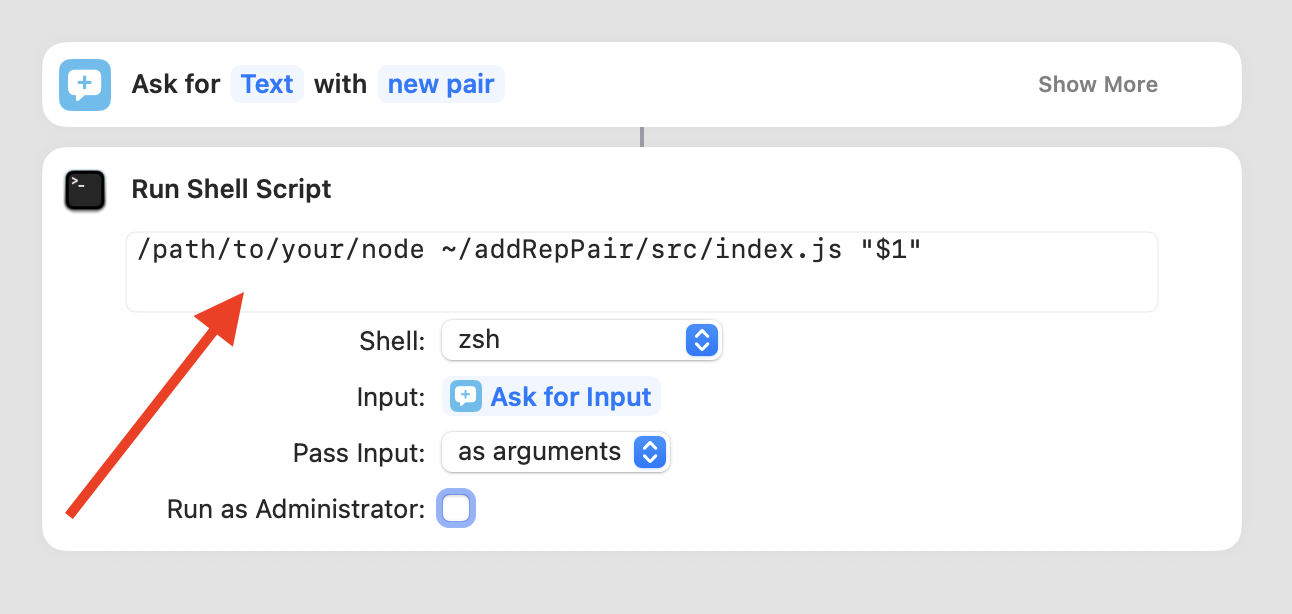 Ask for Text with new pair Show More
Run Shell Script
>_
/path/to/your/node ~/addRepPair/src/index.js "$1"
Shell: zsh
Input: Ask for Input
Pass Input: as arguments
Run as Administrator: